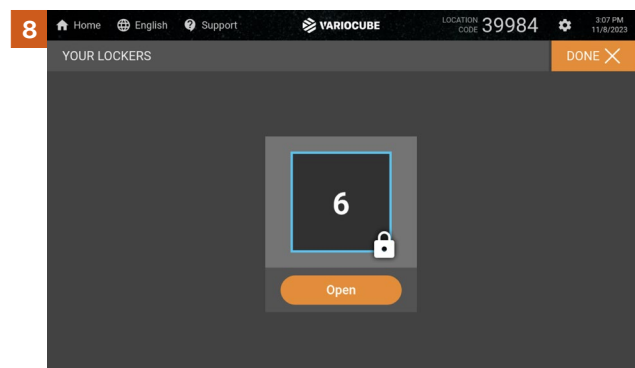 8
Home English Support VARIOCUBE LOCATION CODE 39984 3:07 PM 11/8/2023
YOUR LOCKERS DONE
6
Open